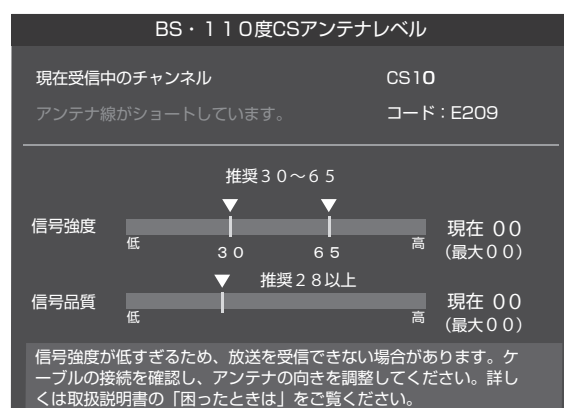 BS・110度CSアンテナレベル
現在受信中のチャンネル CS10
アンテナ線がショートしています。 コード：E209
推奨３０～６５
信号強度 低 ３０ ６５ 高 現在 ００
（最大００）
推奨２８以上
信号品質 低 高 現在 ００
（最大００）
信号強度が低すぎるため、放送を受信できない場合があります。ケ
ーブルの接続を確認し、アンテナの向きを調整してください。詳し
くは取扱説明書の「困ったときは」をご覧ください。